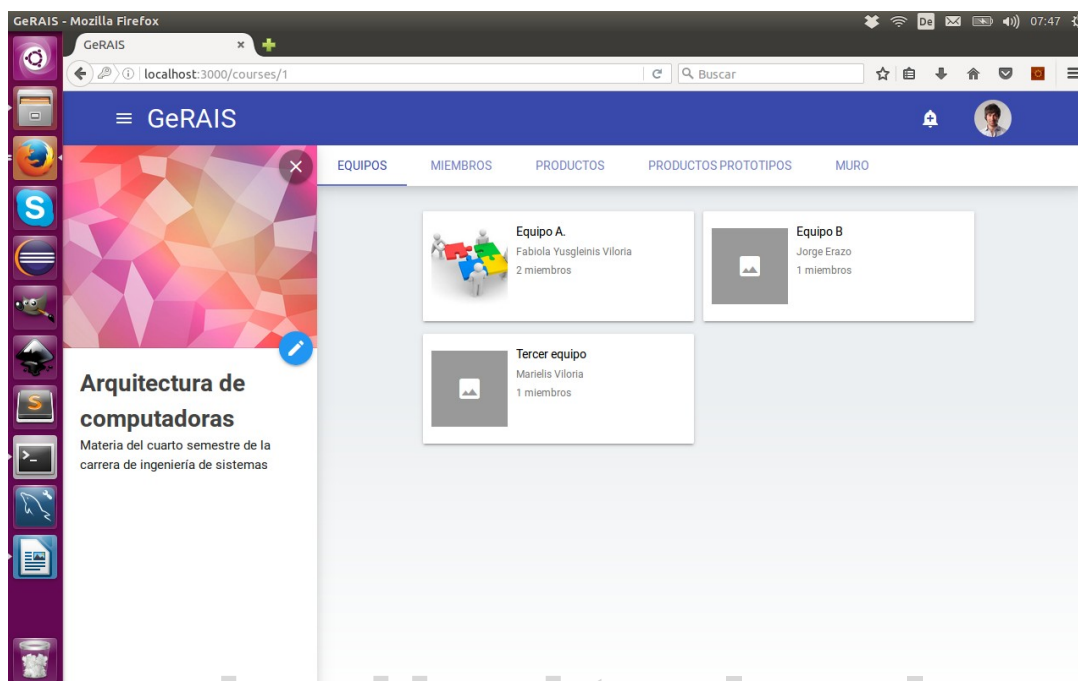 GeRAIS - Mozilla Firefox
De
07:47
GeRAIS
localhost:3000/courses/1
Buscar
GeRAIS
EQUIPOS MIEMBROS PRODUCTOS PRODUCTOS PROTOTIPOS MURO
Equipo A.
Fabiola Yusgleinis Viloria
2 miembros
Equipo B
Jorge Erazo
1 miembros
Tercer equipo
Marielis Viloria
1 miembros
Arquitectura de
computadoras
Materia del cuarto semestre de la
carrera de ingeniería de sistemas